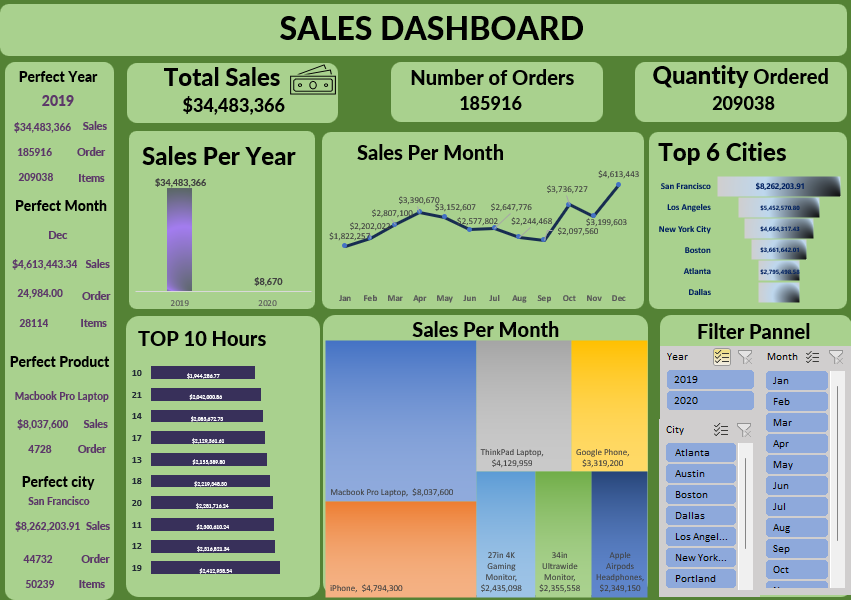 SALES DASHBOARD
Perfect Year
2019
$34,483,366 Sales
185916 Order
209038 Items
Perfect Month
Dec
$4,613,443.34 Sales
24,984.00 Order
28114 Items
Perfect Product
Macbook Pro Laptop
$8,037,600 Sales
4728 Order
Perfect city
San Francisco
$8,262,203.91 Sales
44732 Order
50239 Items
Total Sales
$34,483,366
Number of Orders
185916
Quantity Ordered
209038
Sales Per Year
$34,483,366
$8,670
2019 2020
Sales Per Month
$1,822,257
$2,202,022
$2,807,100
$3,390,670
$3,152,607
$2,577,802
$2,647,776
$2,244,468
$2,097,560
$3,736,727
$3,199,603
$4,613,443
Jan Feb Mar Apr May Jun Jul Aug Sep Oct Nov Dec
Top 6 Cities
San Francisco $8,262,203.91
Los Angeles $5,452,570.80
New York City $4,664,317.43
Boston $3,661,642.01
Atlanta $2,795,498.58
Dallas
TOP 10 Hours
10 $1,944,286.77
21 $2,042,000.86
14 $2,083,672.73
17 $2,129,361.61
13 $2,155,389.80
18 $2,219,348.30
20 $2,281,716.24
11 $2,300,610.24
12 $2,316,821.34
19 $2,412,938.54
Sales Per Month
Macbook Pro Laptop, $8,037,600
iPhone, $4,794,300
ThinkPad Laptop,
$4,129,959
Google Phone,
$3,319,200
27in 4K
Gaming
Monitor,
$2,435,098
34in
Ultrawide
Monitor,
$2,355,558
Apple
Airpods
Headphones,
$2,349,150
Filter Pannel
Year
2019
2020
City
Atlanta
Austin
Boston
Dallas
Los Angel...
New York...
Portland
Month
Jan
Feb
Mar
Apr
May
Jun
Jul
Aug
Sep
Oct